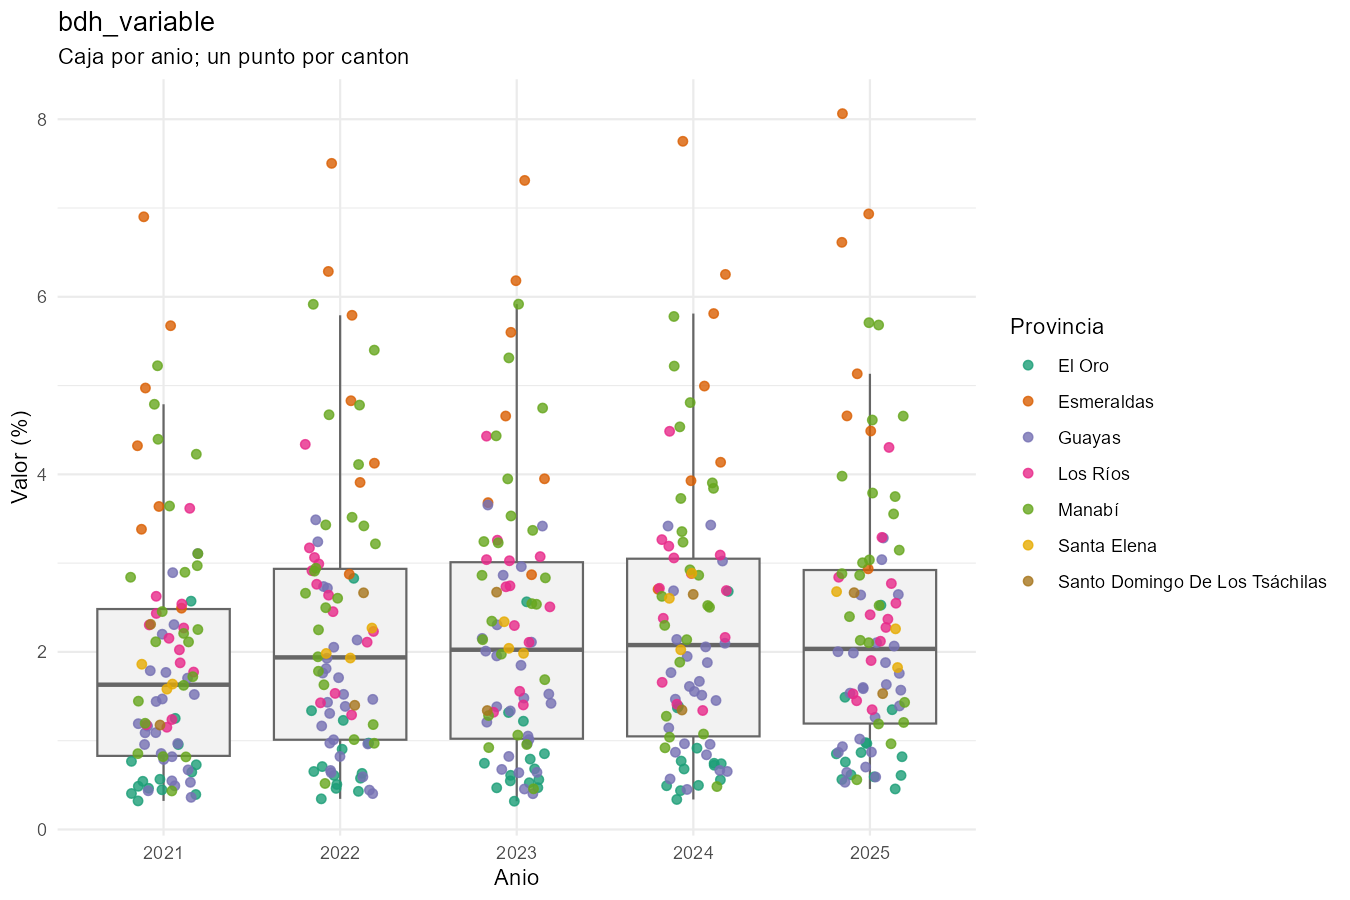 bdh_variable
Caja por anio; un punto por canton
8
6
4
2
0
Valor (%)
2021
2022
2023
2024
2025
Anio
Provincia
El Oro
Esmeraldas
Guayas
Los Ríos
Manabí
Santa Elena
Santo Domingo De Los Tsáchilas